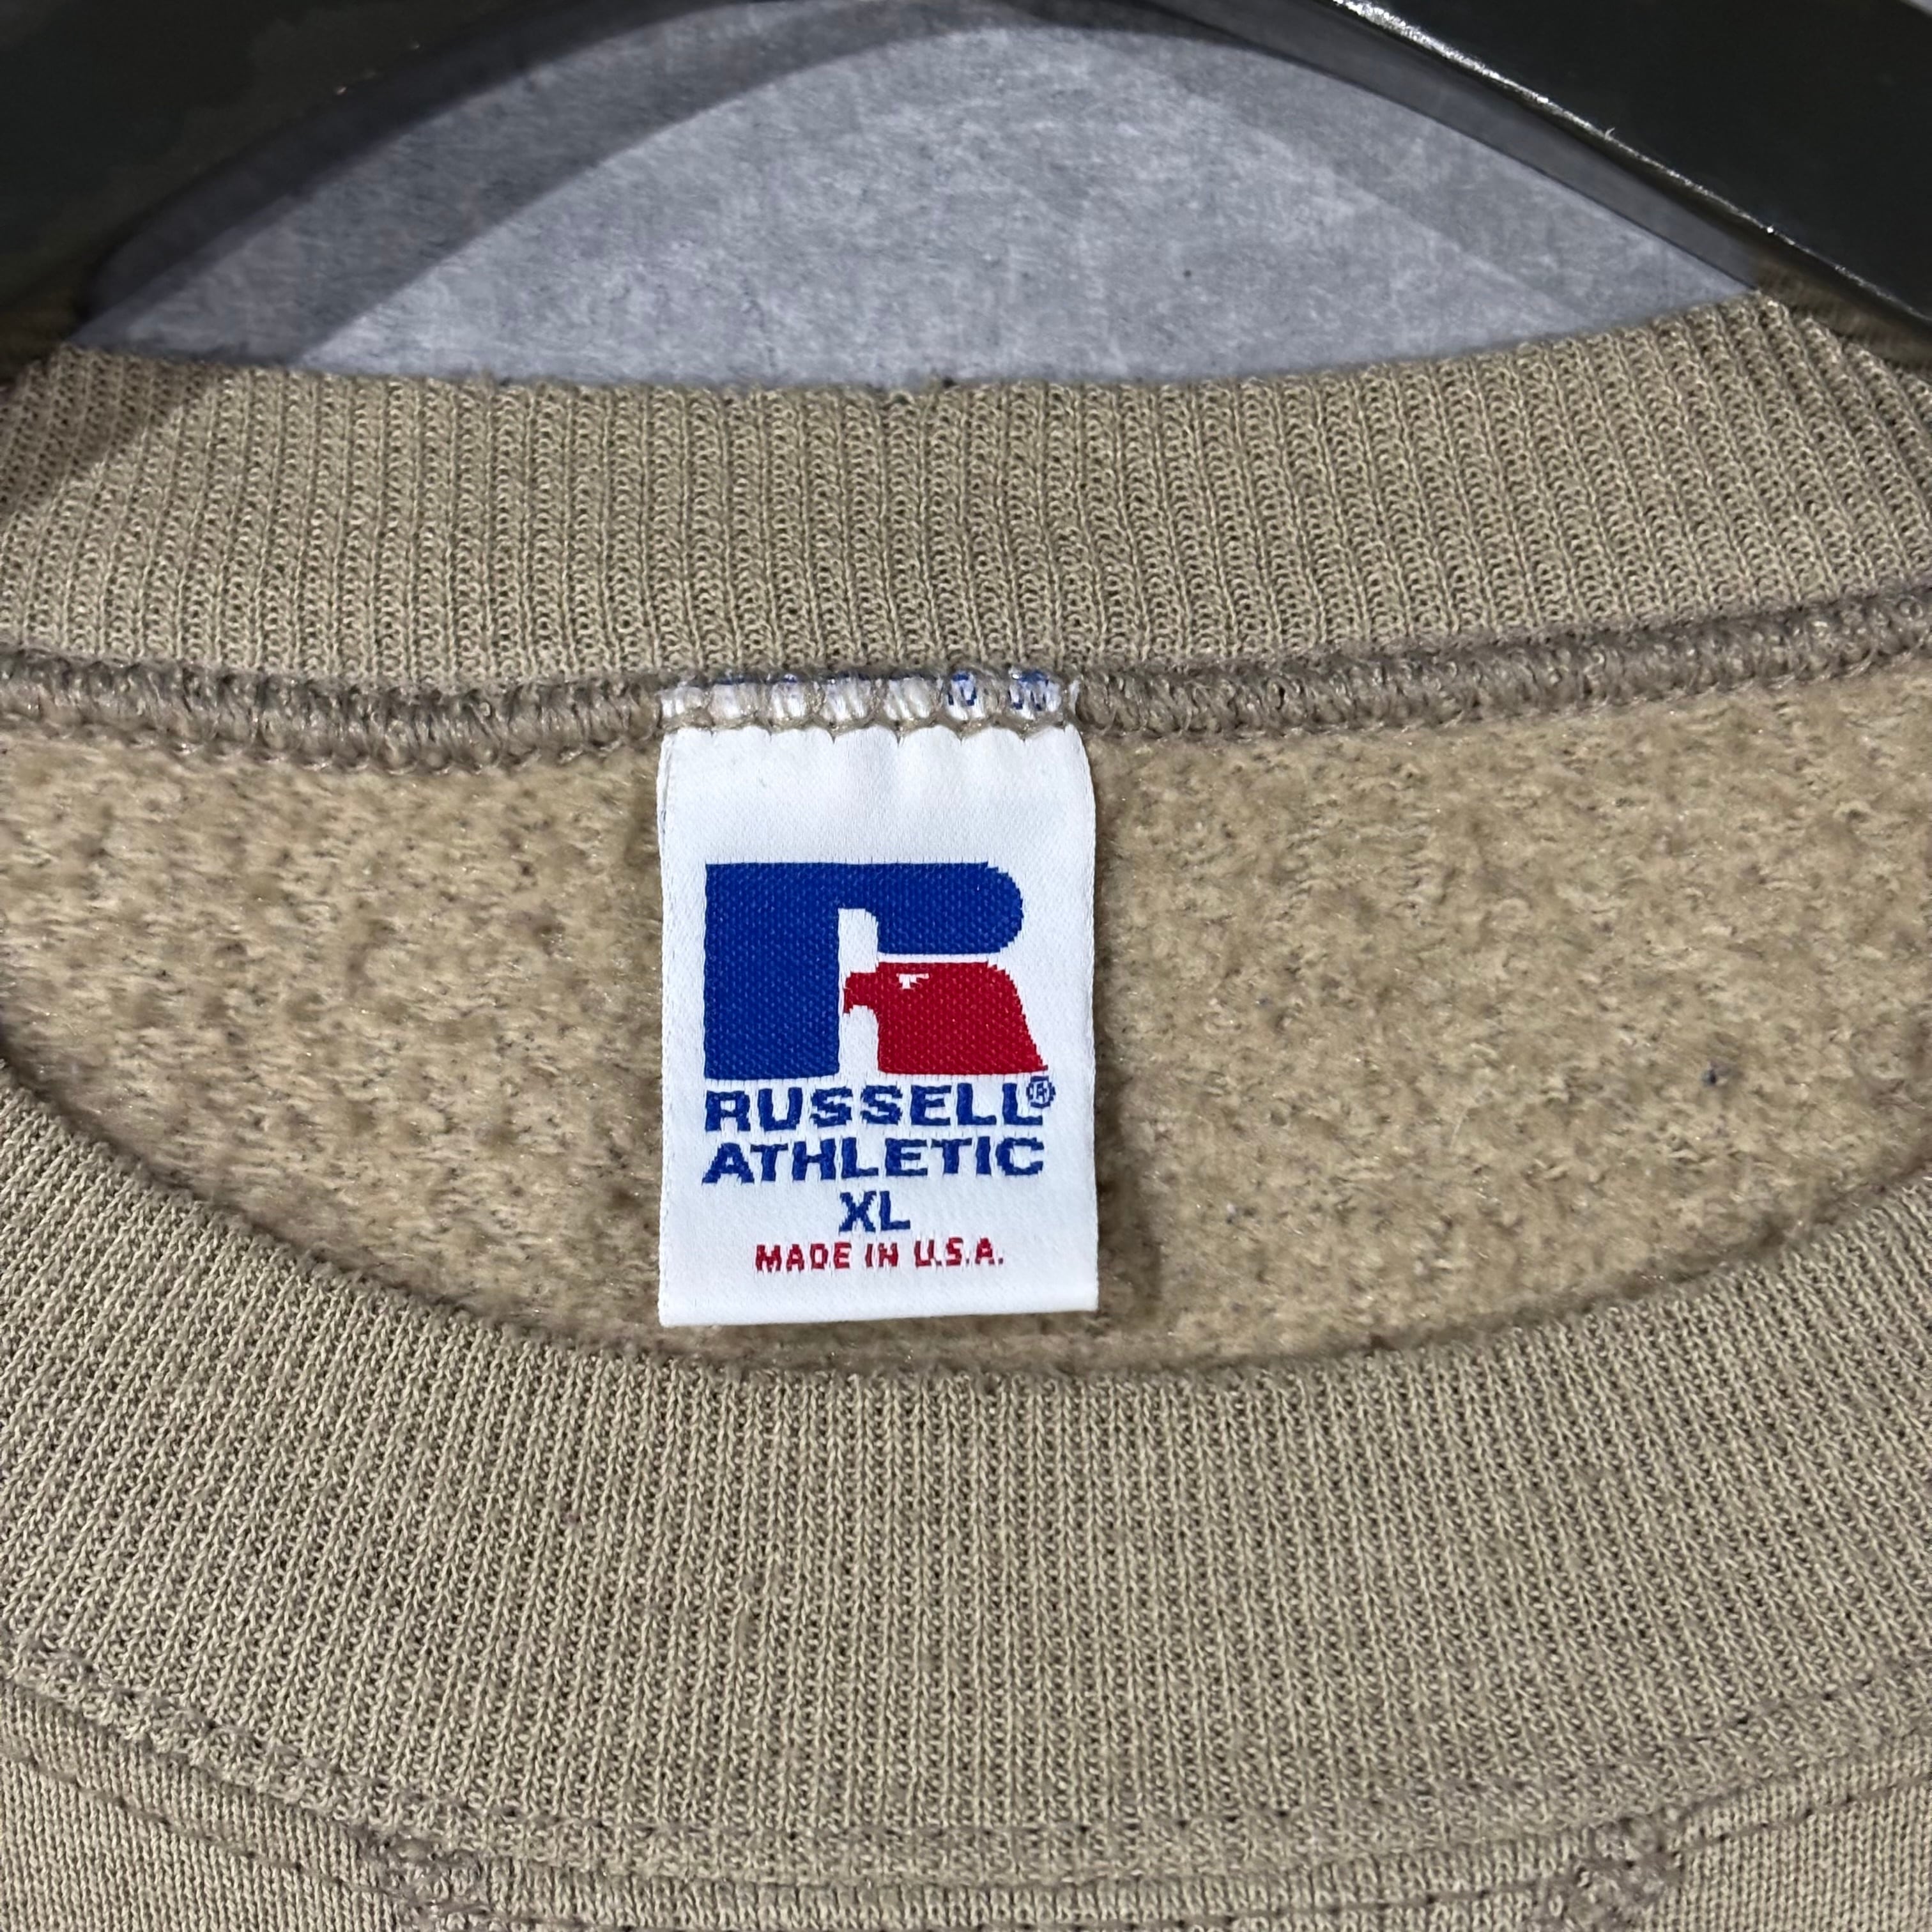 RUSSELL®
ATHLETIC
XL
MADE IN U.S.A.